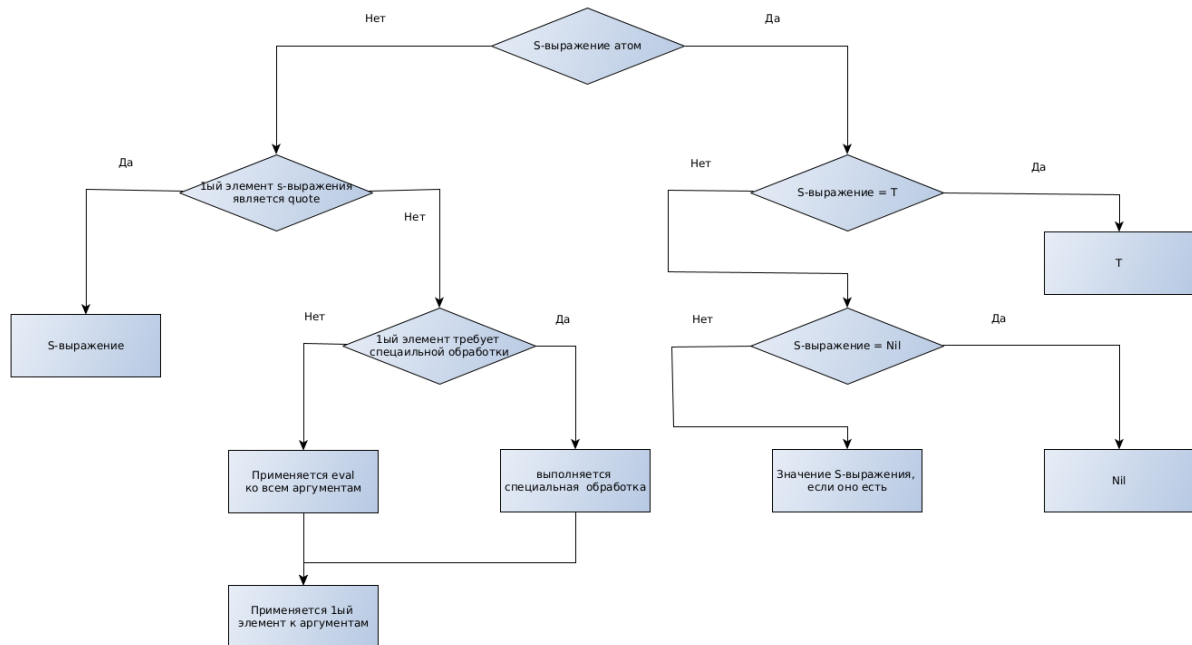 Нет
Да
S-выражение атом
Да
Нет
Да
1ый элемент s-выражения
является quote
S-выражение = T
Нет
T
Нет
Да
Нет
Да
S-выражение
1ый элемент требует
спецаильной обработки
S-выражение = Nil
Применяется eval
ко всем аргументам
выполняется
специальная обработка
Значение S-выражения,
если оно есть
Nil
Применяется 1ый
элемент к аргументам